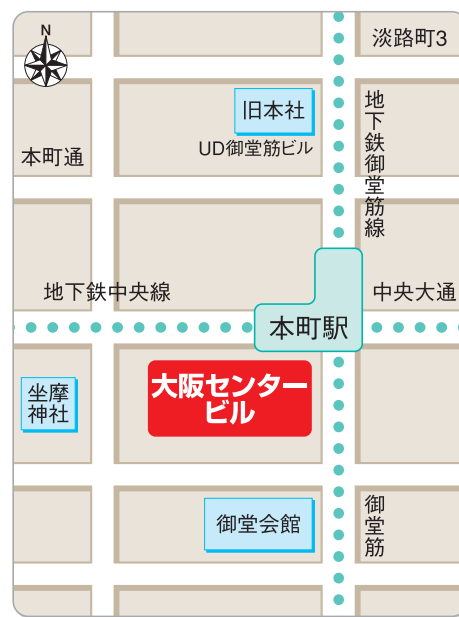 N
淡路町3
旧本社
UD御堂筋ビル
地下鉄御堂筋線
本町通
地下鉄中央線
中央大通
本町駅
大阪センター
ビル
坐摩
神社
御堂会館
御堂筋